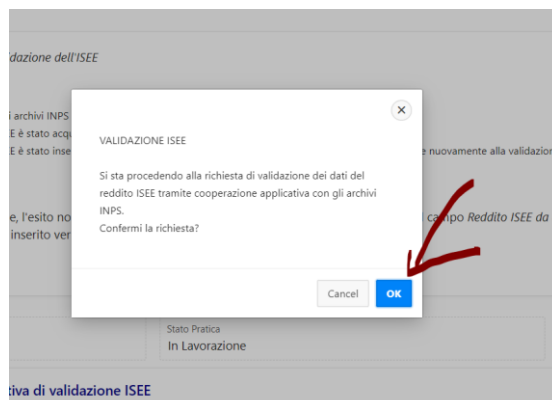 dazione dell'ISEE
i archivi INPS
E è stato acqu
E è stato inse
e nuovamente alla validazion
VALIDAZIONE ISEE
Si sta procedendo alla richiesta di validazione dei dati del
reddito ISEE tramite cooperazione applicativa con gli archivi
INPS.
Confermi la richiesta?
e, l'esito no
campo Reddito ISEE da
inserito ver
Cancel OK
Stato Pratica
In Lavorazione
tiva di validazione ISEE